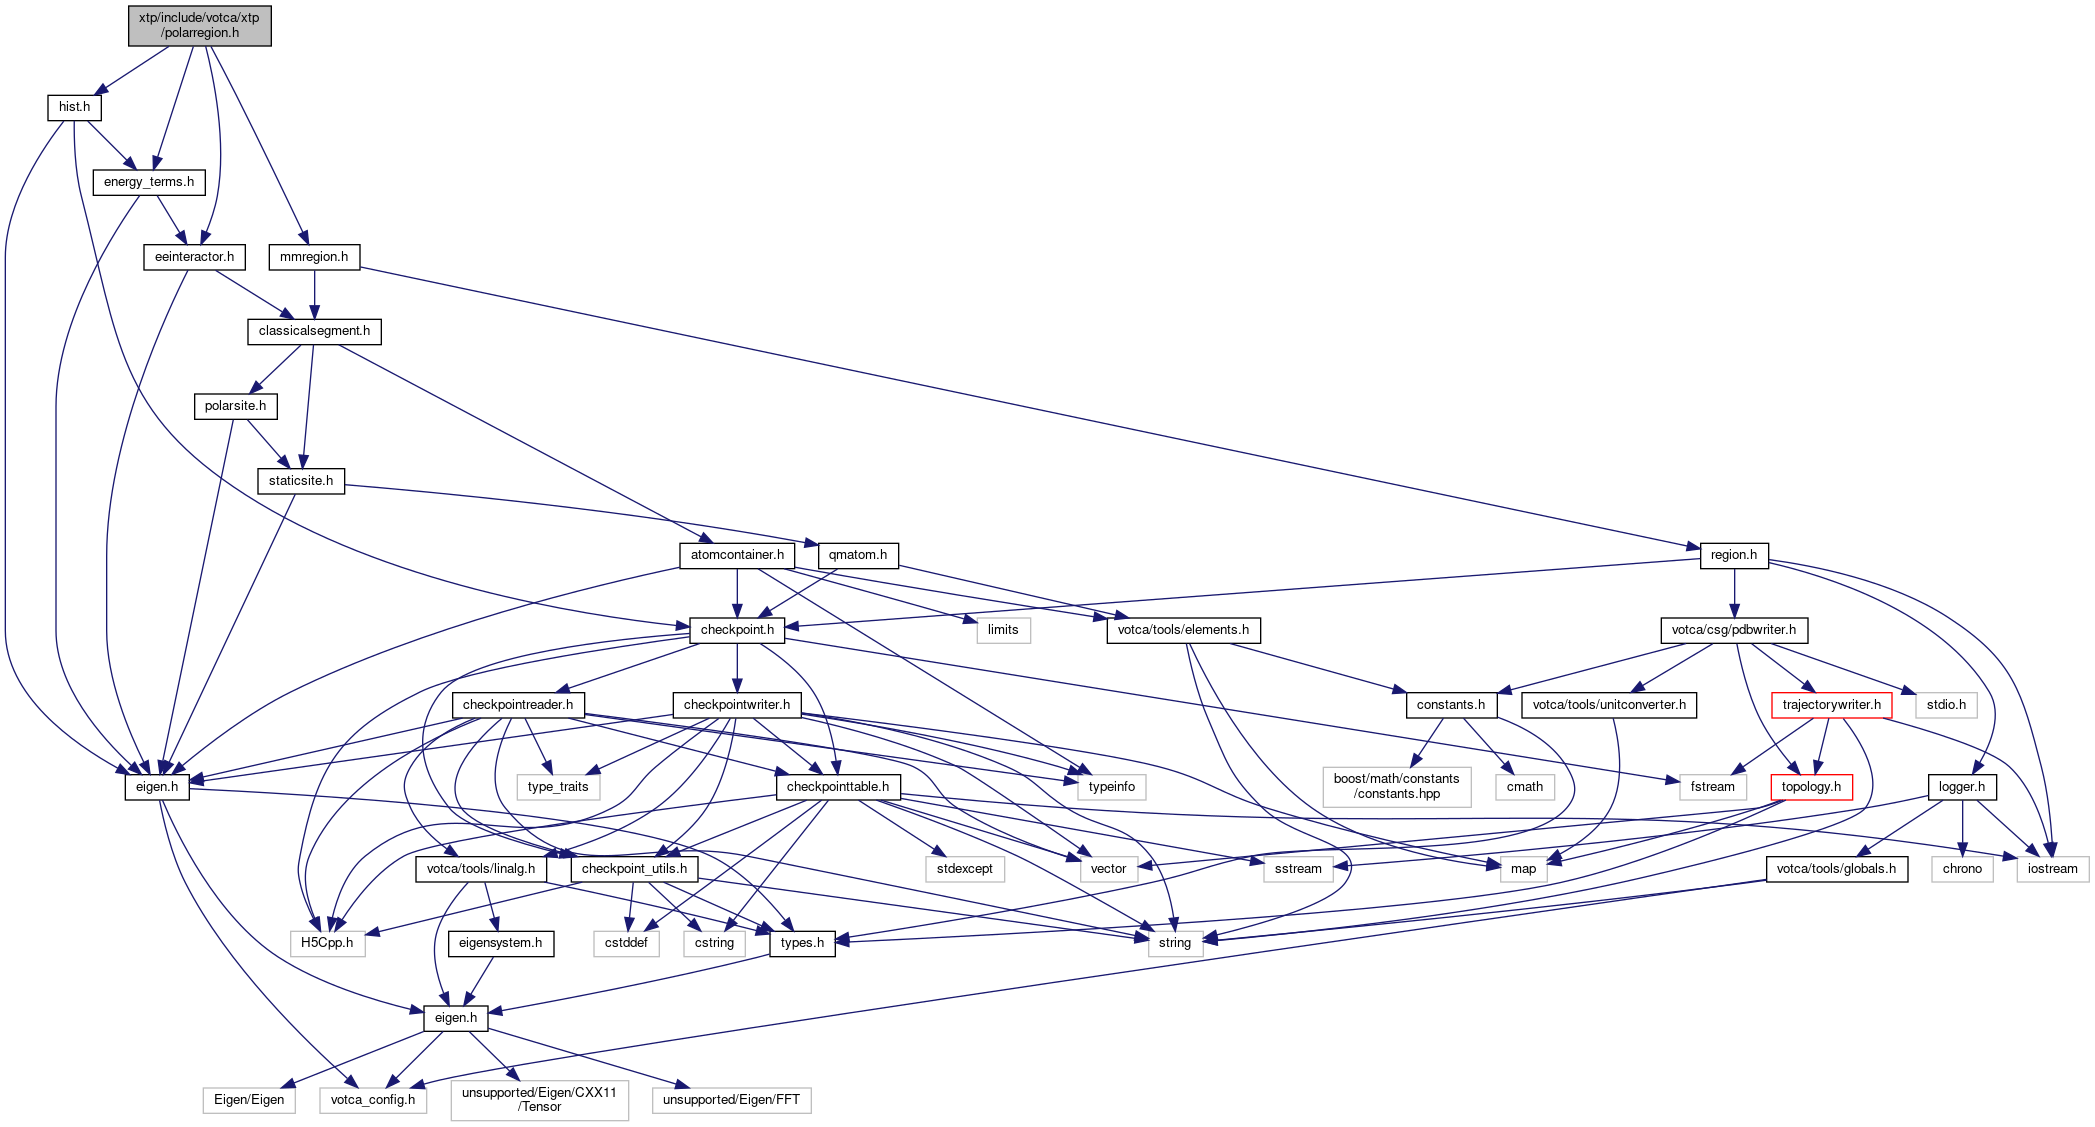 xtp/include/votca/xtp
/polarregion.h
hist.h
energy_terms.h
eeinteractor.h
mmregion.h
classicalsegment.h
polarsite.h
staticsite.h
atomcontainer.h
qmatom.h
region.h
checkpoint.h
limits
votca/tools/elements.h
votca/csg/pdbwriter.h
checkpointreader.h
checkpointwriter.h
constants.h
votca/tools/unitconverter.h
trajectorywriter.h
stdio.h
eigen.h
type_traits
checkpointtable.h
typeinfo
boost/math/constants
/constants.hpp
cmath
fstream
topology.h
logger.h
votca/tools/linalg.h
checkpoint_utils.h
stdexcept
vector
sstream
map
votca/tools/globals.h
chrono
iostream
H5Cpp.h
eigensystem.h
cstddef
cstring
types.h
string
eigen.h
Eigen/Eigen
votca_config.h
unsupported/Eigen/CXX11
/Tensor
unsupported/Eigen/FFT